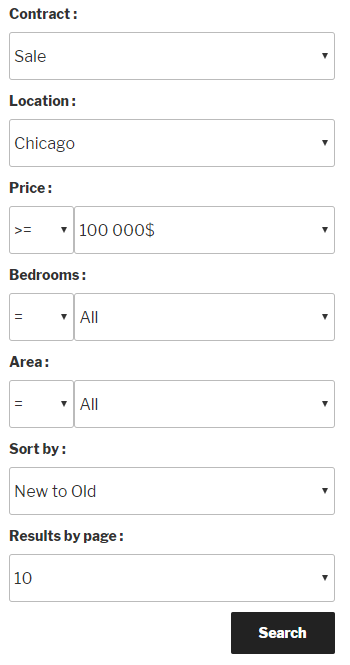 Contract :
Sale
Location :
Chicago
Price :
>= 100 000$
Bedrooms :
= All
Area :
= All
Sort by :
New to Old
Results by page :
10
Search